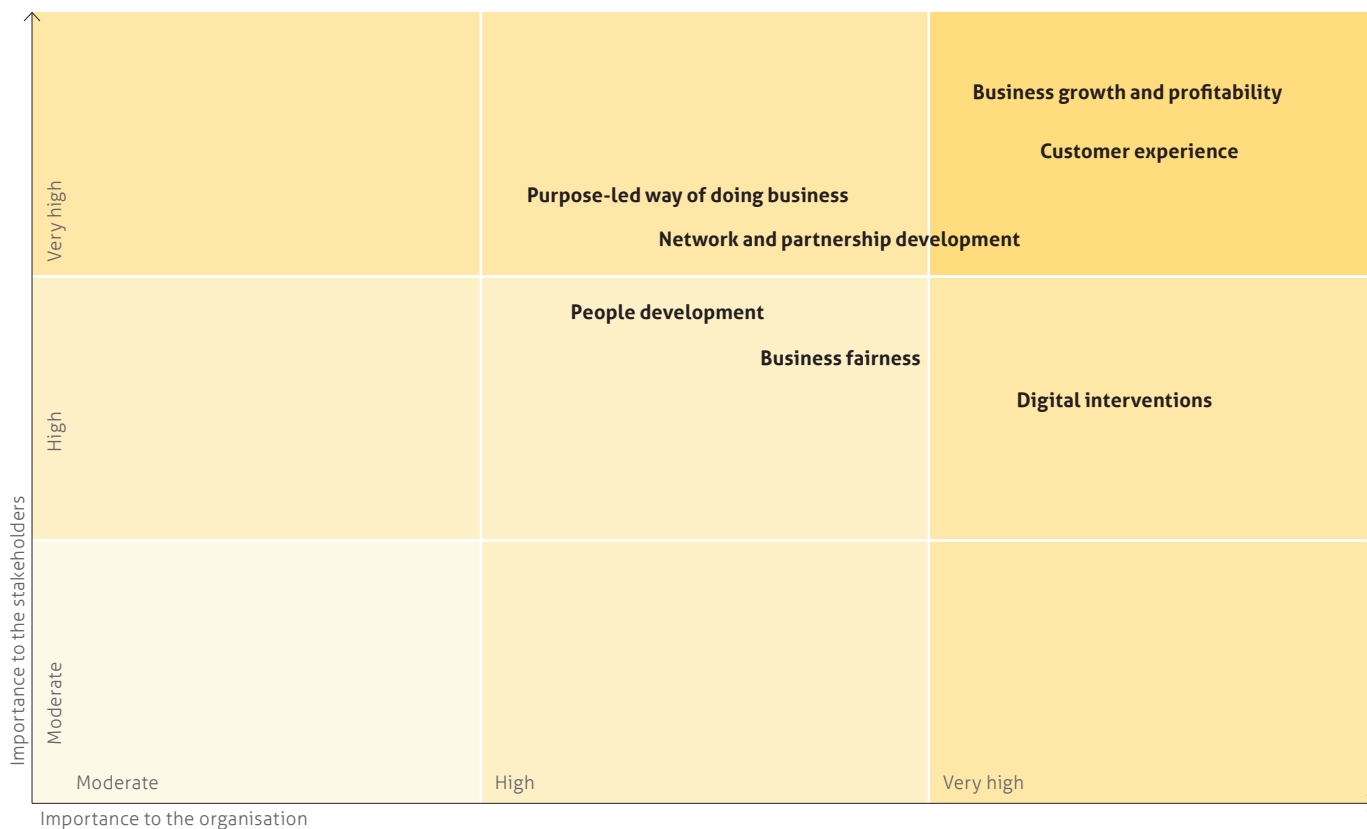 Business growth and profitability
Customer experience
Purpose-led way of doing business
Network and partnership development
People development
Business fairness
Digital interventions
Importance to the stakeholders
Very high
High
Moderate
Moderate
High
Very high
Importance to the organisation